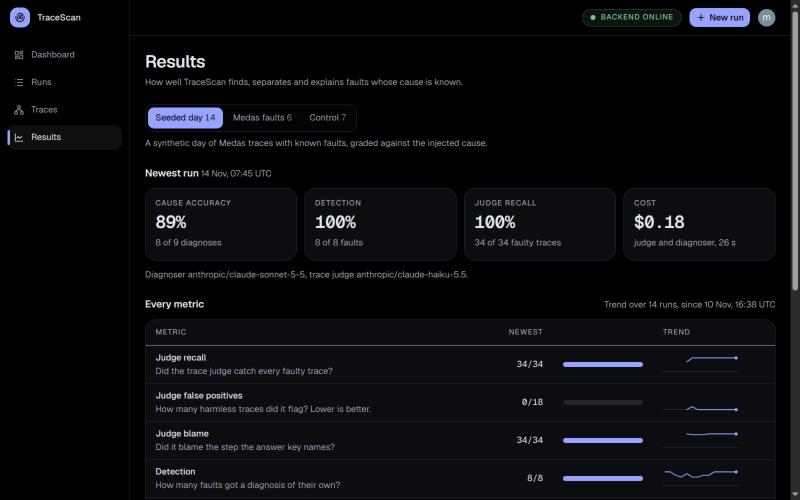 TraceScan
BACKEND ONLINE
+ New run
m
Dashboard
Runs
Traces
Results
Results
How well TraceScan finds, separates and explains faults whose cause is known.
Seeded day 14
Medas faults 6
Control 7
A synthetic day of Medas traces with known faults, graded against the injected cause.
Newest run 14 Nov, 07:45 UTC
CAUSE ACCURACY
89%
8 of 9 diagnoses
DETECTION
100%
8 of 8 faults
JUDGE RECALL
100%
34 of 34 faulty traces
COST
$0.18
judge and diagnoser, 26 s
Diagnoser anthropic/claude-sonnet-5-5, trace judge anthropic/claude-haiku-5.5.
Every metric
Trend over 14 runs, since 10 Nov, 16:38 UTC
METRIC NEWEST TREND
Judge recall
Did the trace judge catch every faulty trace?
34/34
Judge false positives
How many harmless traces did it flag? Lower is better.
0/18
Judge blame
Did it blame the step the answer key names?
34/34
Detection
How many faults got a diagnosis of their own?
8/8